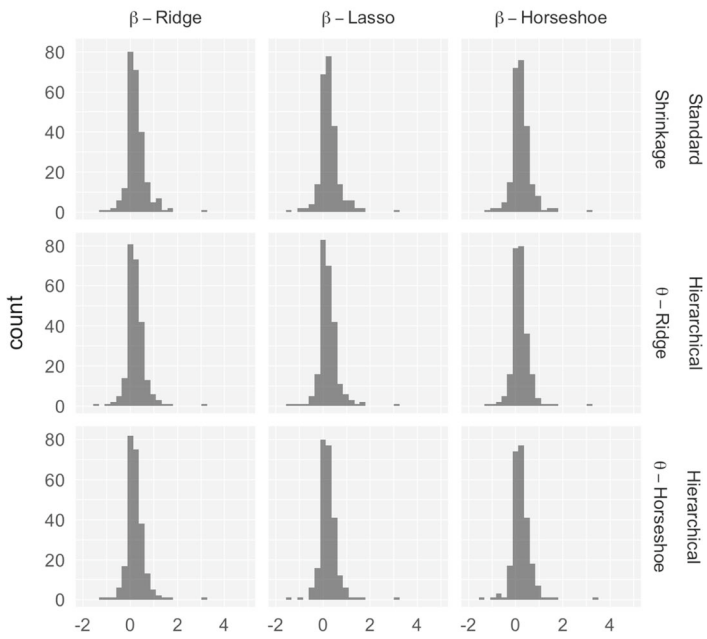 β – Ridge
β – Lasso
β – Horseshoe
80
60
40
20
0
Standard
Shrinkage
80
60
40
20
0
Hierarchical
θ – Ridge
count
80
60
40
20
0
Hierarchical
θ – Horseshoe
-2 0 2 4
-2 0 2 4
-2 0 2 4